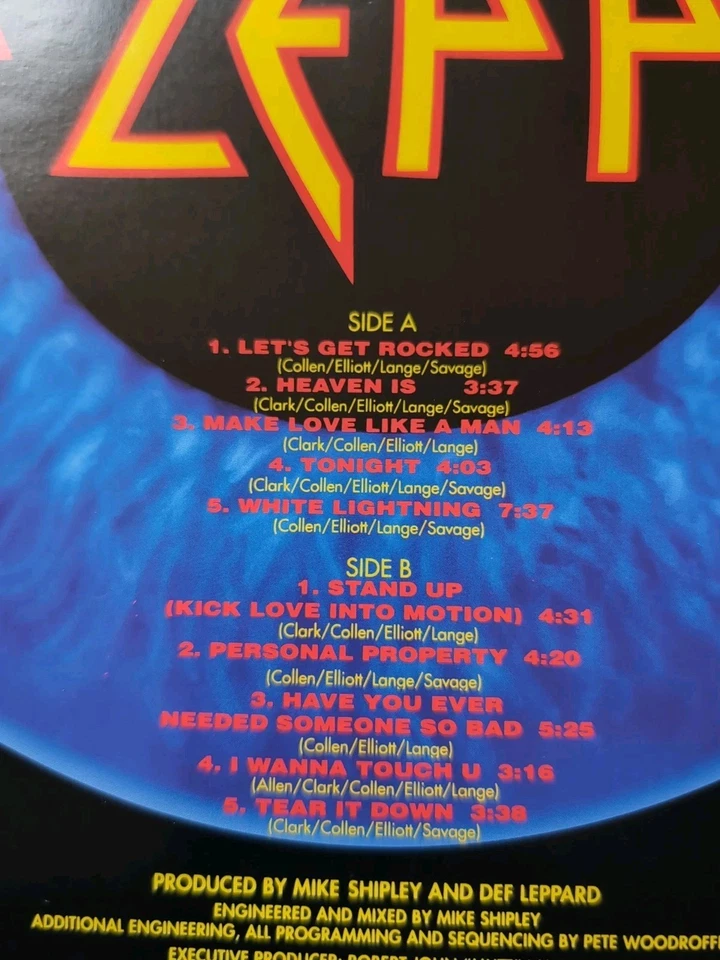 LEPP
SIDE A
1. LET'S GET ROCKED 4:56
(Collen/Elliott/Lange/Savage)
2. HEAVEN IS 3:37
(Clark/Collen/Elliott/Lange/Savage)
3. MAKE LOVE LIKE A MAN 4:13
(Clark/Collen/Elliott/Lange)
4. TONIGHT 4:03
(Clark/Collen/Elliott/Lange/Savage)
5. WHITE LIGHTNING 7:37
(Collen/Elliott/Lange/Savage)
SIDE B
1. STAND UP
(KICK LOVE INTO MOTION) 4:31
(Clark/Collen/Elliott/Lange)
2. PERSONAL PROPERTY 4:20
(Collen/Elliott/Lange/Savage)
3. HAVE YOU EVER
NEEDED SOMEONE SO BAD 5:25
(Collen/Elliott/Lange)
4. I WANNA TOUCH U 3:16
(Allen/Clark/Collen/Elliott/Lange)
5. TEAR IT DOWN 3:38
(Clark/Collen/Elliott/Savage)
PRODUCED BY MIKE SHIPLEY AND DEF LEPPARD
ENGINEERED AND MIXED BY MIKE SHIPLEY
ADDITIONAL ENGINEERING, ALL PROGRAMMING AND SEQUENCING BY PETE WOODROFFE
EXECUTIVE PRODUCER: ROBERT JOHN